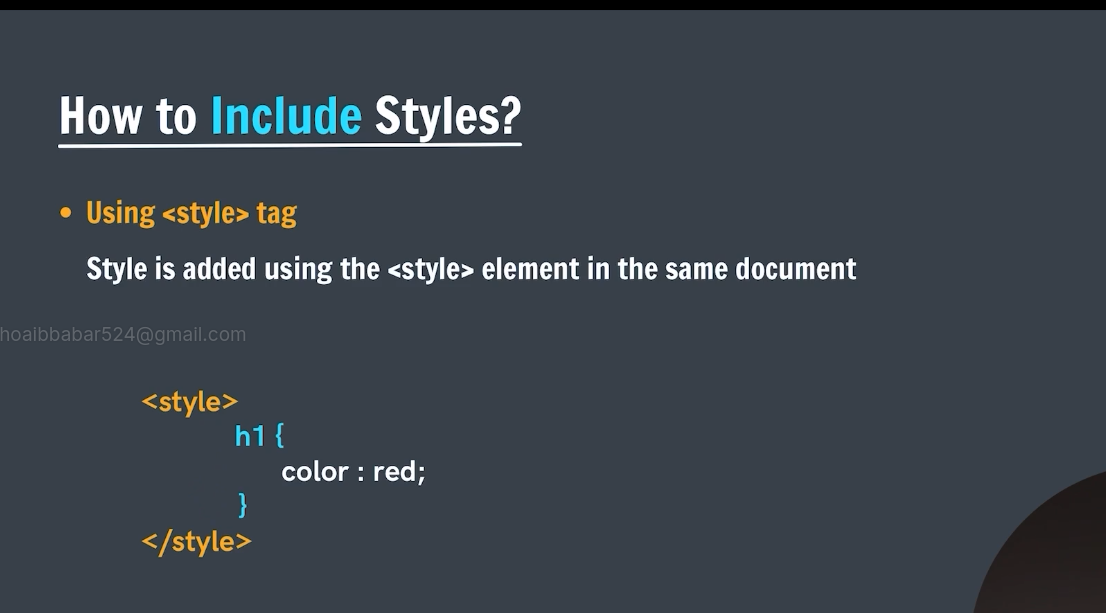 How to Include Styles?
• Using <style> tag
Style is added using the <style> element in the same document
hoaibbabar524@gmail.com
<style>
h1 {
color : red;
}
</style>